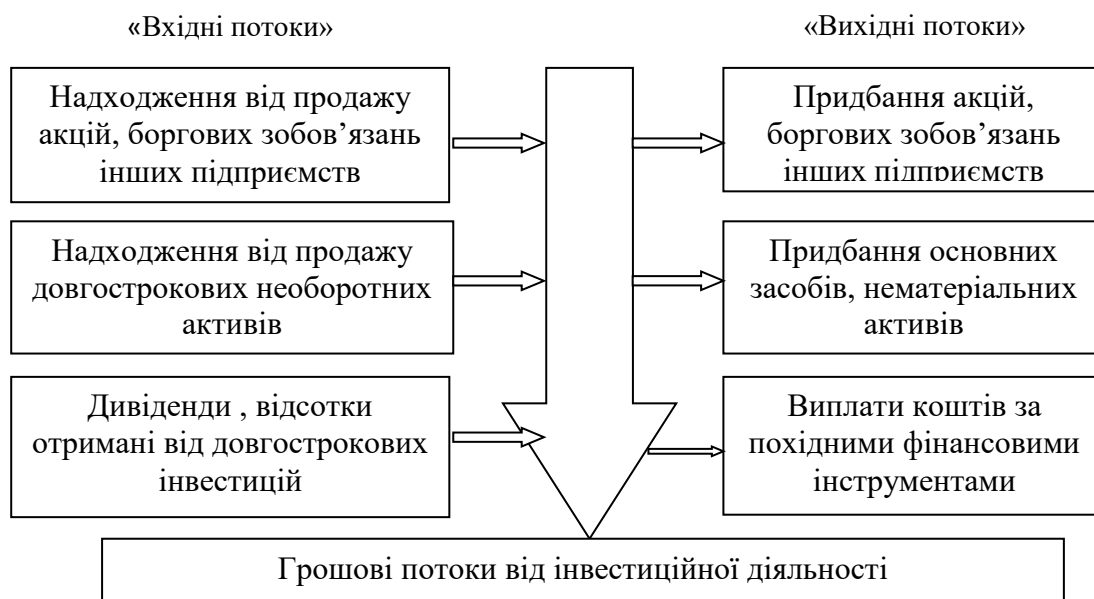 «Вхідні потоки»
«Вихідні потоки»
Надходження від продажу
акцій, боргових зобов’язань
інших підприємств
Придбання акцій,
боргових зобов’язань
інших підприємств
Надходження від продажу
довгострокових необоротних
активів
Придбання основних
засобів, нематеріальних
активів
Дивіденди , відсотки
отримані від довгострокових
інвестицій
Виплати коштів за
похідними фінансовими
інструментами
Грошові потоки від інвестиційної діяльності